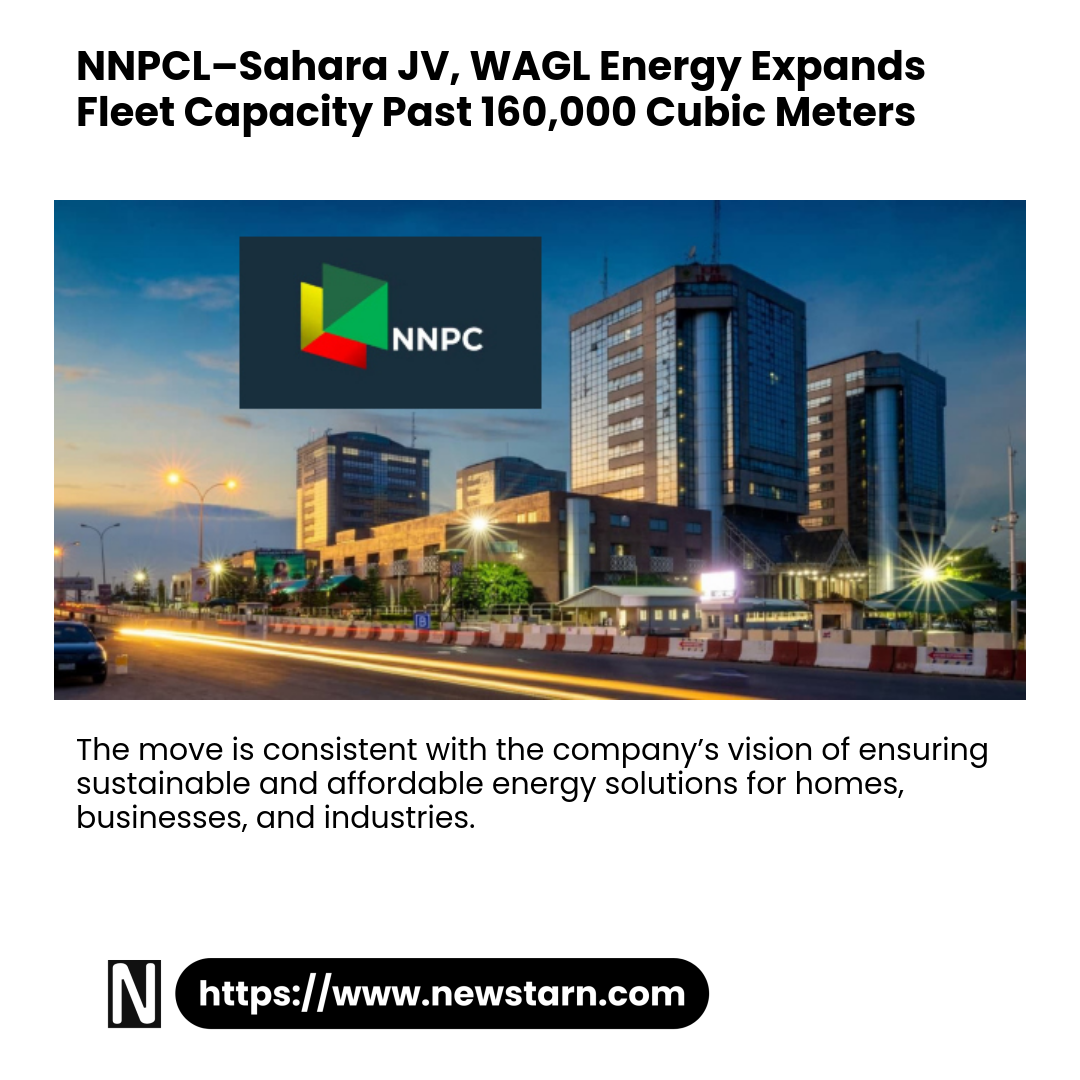 NNPCL–Sahara JV, WAGL Energy Expands
Fleet Capacity Past 160,000 Cubic Meters
NNPC
The move is consistent with the company’s vision of ensuring
sustainable and affordable energy solutions for homes,
businesses, and industries.
N
https://www.newstarn.com